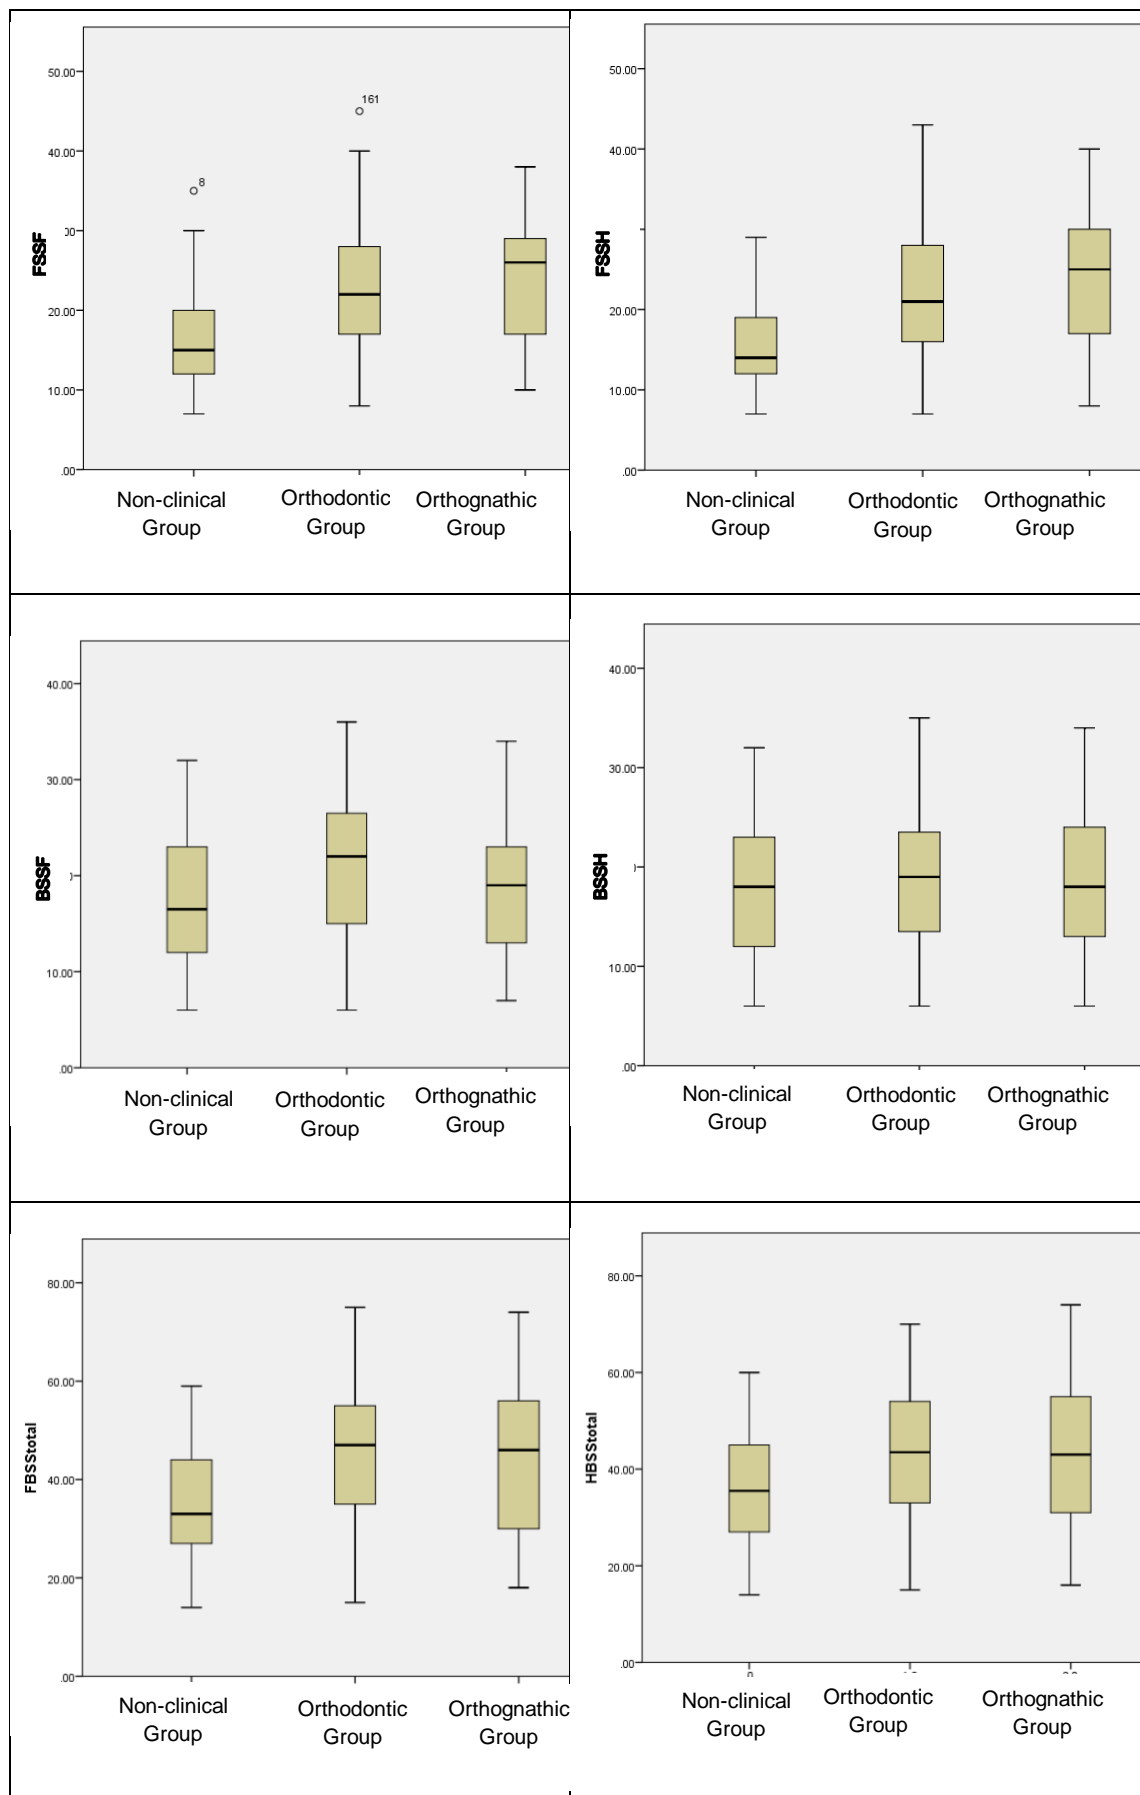 FSSF
50.00
161
40.00
8
00
20.00
10.00
.00
Non-clinical
Group
Orthodontic
Group
Orthognathic
Group
FSSH
50.00
40.00
20.00
10.00
.00
Non-clinical
Group
Orthodontic
Group
Orthognathic
Group
BSSF
40.00
30.00
10.00
.00
Non-clinical
Group
Orthodontic
Group
Orthognathic
Group
BSSH
40.00
30.00
10.00
.00
Non-clinical
Group
Orthodontic
Group
Orthognathic
Group
FBSStotal
80.00
60.00
40.00
20.00
.00
Non-clinical
Group
Orthodontic
Group
Orthognathic
Group
HBSStotal
80.00
60.00
40.00
20.00
.00
Non-clinical
Group
Orthodontic
Group
Orthognathic
Group